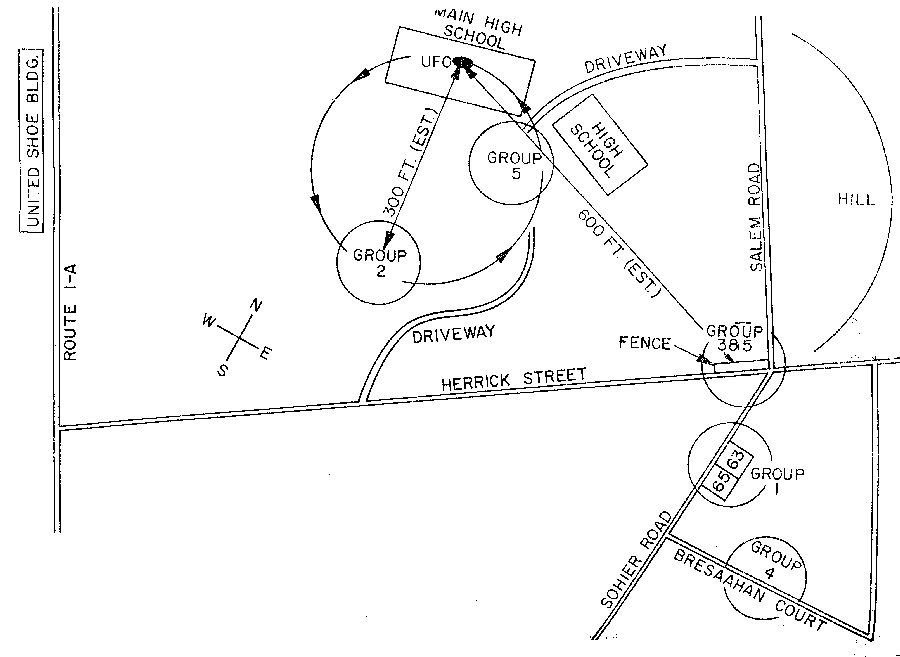 MAIN HIGH
SCHOOL
UFO
DRIVEWAY
UNITED SHOE BLDG.
HIGH
SCHOOL
GROUP
5
300 FT. (EST.)
SALEM ROAD
HILL
600 FT. (EST.)
GROUP
2
ROUTE 1-A
N
W
E
S
DRIVEWAY
GROUP
3&5
FENCE
HERRICK STREET
63
65
GROUP
1
SOHIER ROAD
GROUP
4
BRESAAHAN COURT